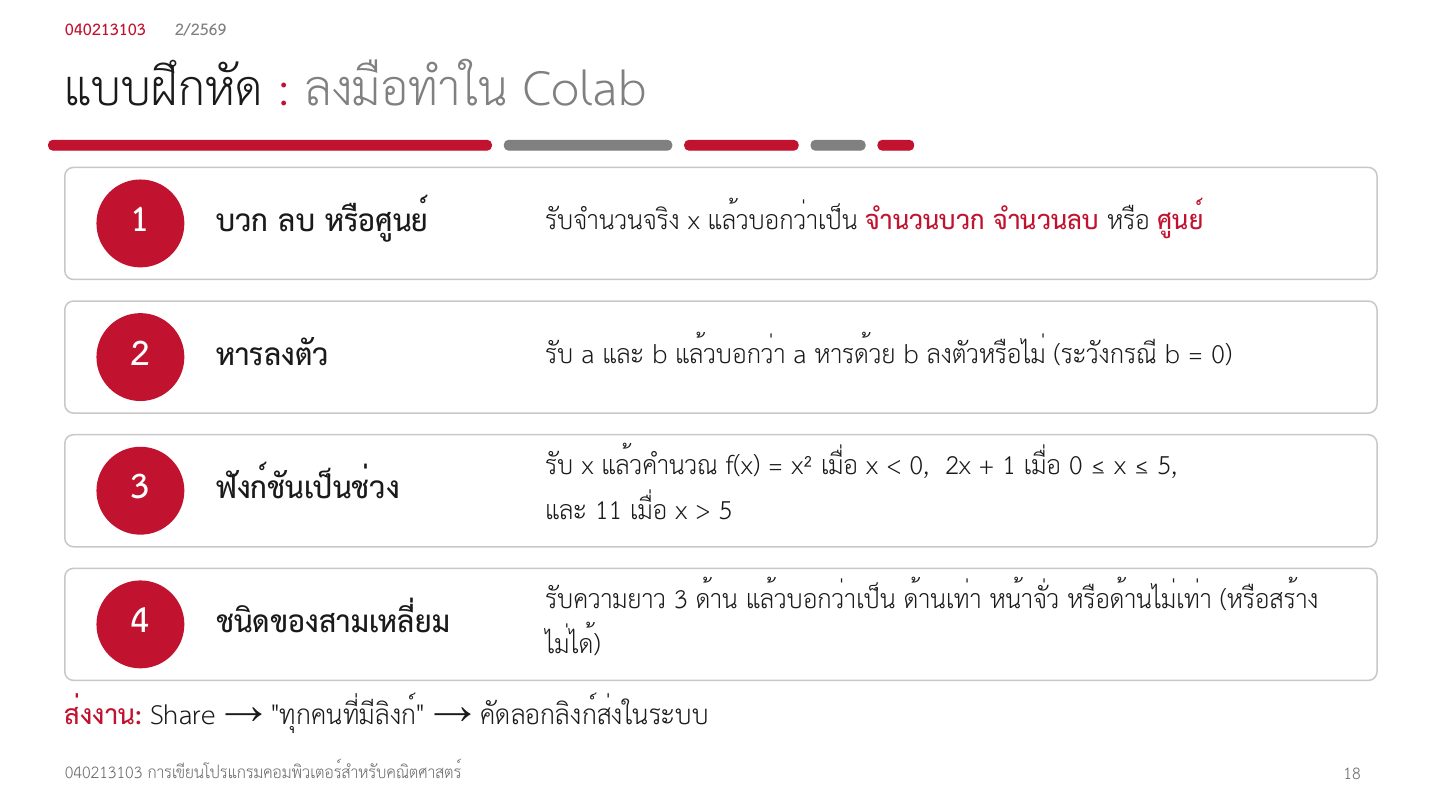 040213103 2/2569
แบบฝึกหัด : ลงมือทำใน Colab
1 บวก ลบ หรือศูนย์ รับจำนวนจริง x แล้วบอกว่าเป็น จำนวนบวก จำนวนลบ หรือ ศูนย์
2 หารลงตัว รับ a และ b แล้วบอกว่า a หารด้วย b ลงตัวหรือไม่ (ระวังกรณี b = 0)
3 ฟังก์ชันเป็นช่วง รับ x แล้วคำนวณ f(x) = x² เมื่อ x < 0, 2x + 1 เมื่อ 0 ≤ x ≤ 5,
และ 11 เมื่อ x > 5
4 ชนิดของสามเหลี่ยม รับความยาว 3 ด้าน แล้วบอกว่าเป็น ด้านเท่า หน้าจั่ว หรือด้านไม่เท่า (หรือสร้าง
ไม่ได้)
ส่งงาน: Share → "ทุกคนที่มีลิงก์" → คัดลอกลิงก์ส่งในระบบ
040213103 การเขียนโปรแกรมคอมพิวเตอร์สำหรับคณิตศาสตร์ 18